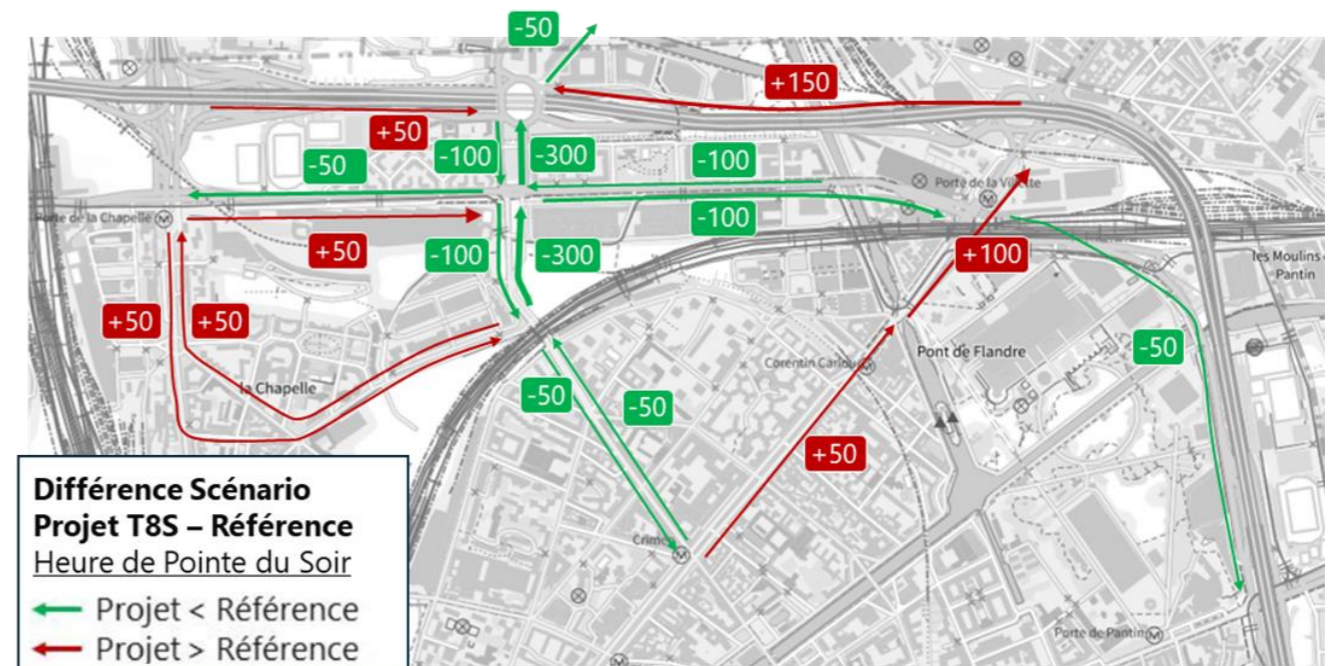 -50
+150
+50
-50
-100
-300
-100
Porte de la Villette
Porte de la Chapelle M
+50
-100
-300
-100
+100
les Moulins
Pantin
+50
+50
Pont de Flandre
Corentin Cariou
-50
la Chapelle
-50
-50
+50
Différence Scénario
Projet T8S – Référence
Heure de Pointe du Soir
Projet < Référence
Projet > Référence
Crimée
M
Porte de Pantin M